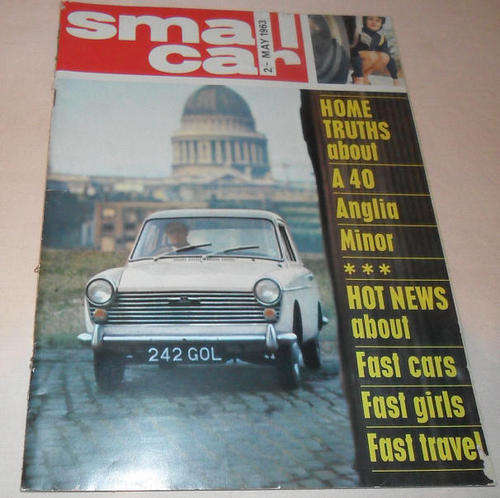 small
car
2/- MAY 1963
HOME
TRUTHS
about
A 40
Anglia
Minor
***
HOT NEWS
about
Fast cars
Fast girls
Fast travel
242 GOL